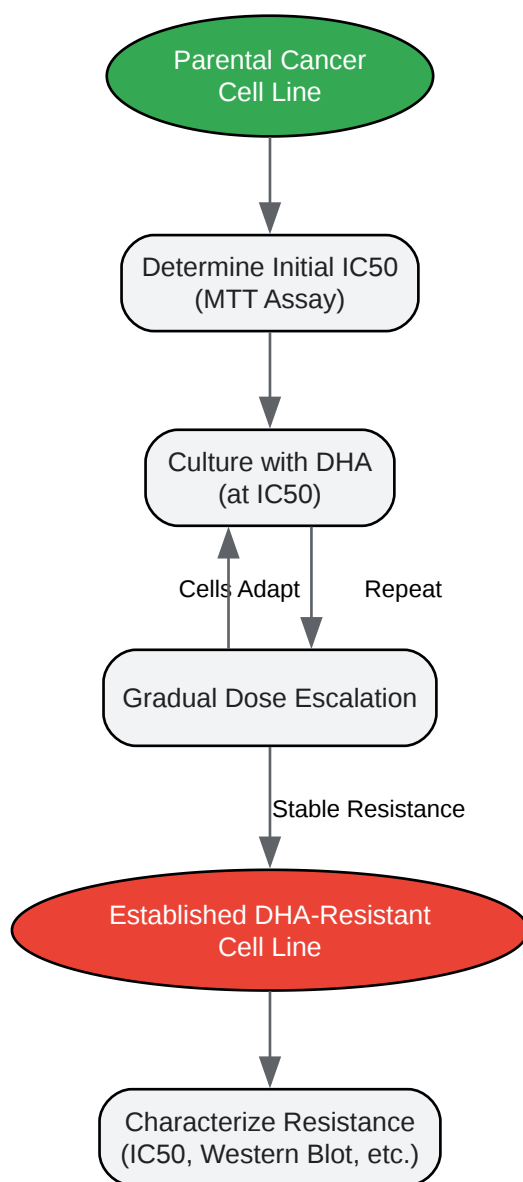 Parental Cancer
Cell Line
Determine Initial IC50
(MTT Assay)
Culture with DHA
(at IC50)
Cells Adapt
Repeat
Gradual Dose Escalation
Stable Resistance
Established DHA-Resistant
Cell Line
Characterize Resistance
(IC50, Western Blot, etc.)